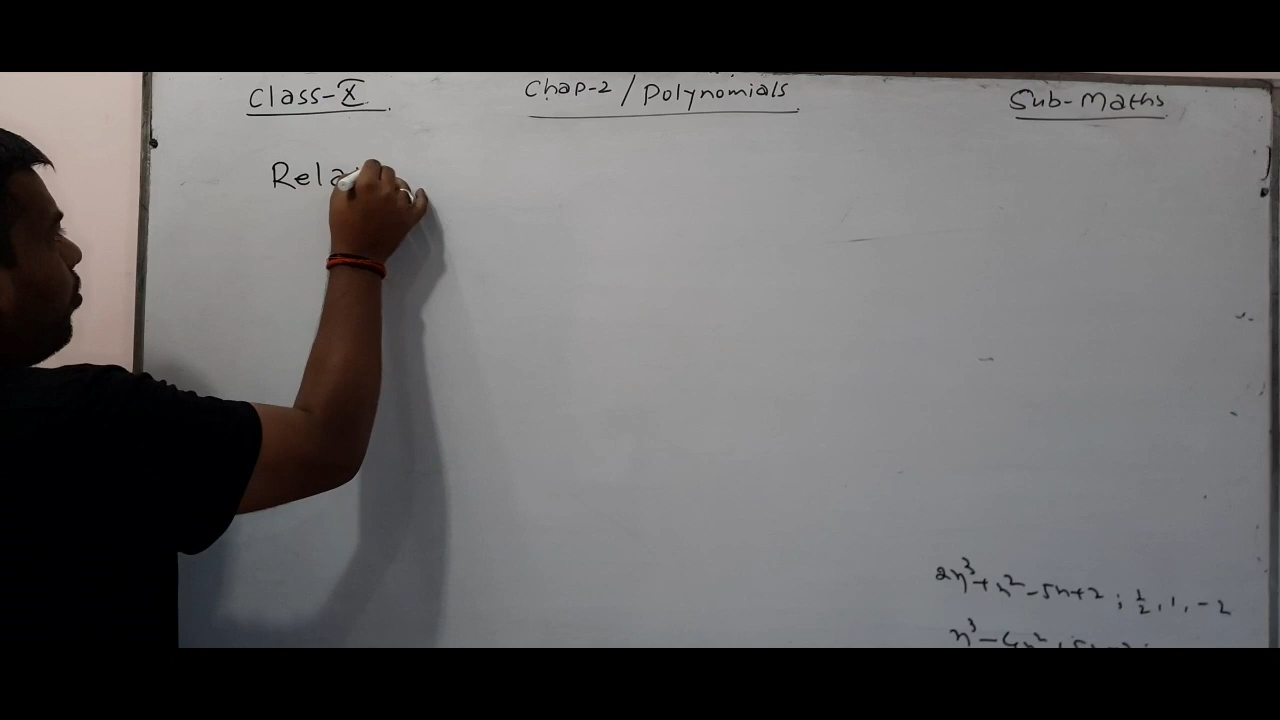 Class-X Chap-2 / Polynomials Sub-Maths
Rela
2x³+x²-5x+2 ; 1/2, 1, -2
x³-4x²+5x-2;